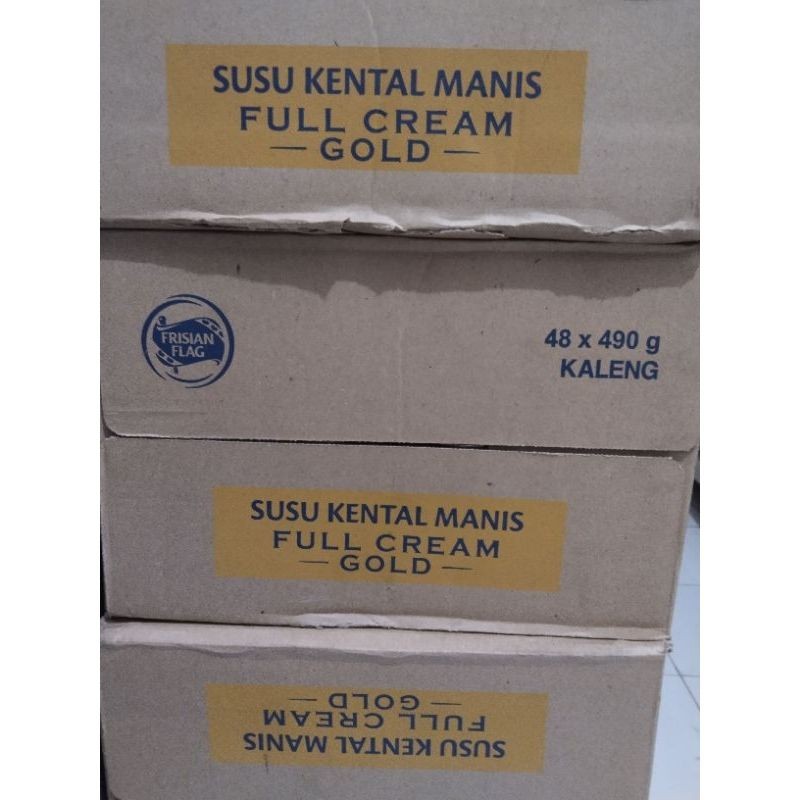 SUSU KENTAL MANIS
FULL CREAM
— GOLD —
FRISIAN
FLAG
48 x 490 g
KALENG
SUSU KENTAL MANIS
FULL CREAM
— GOLD —
SUSU KENTAL MANIS
FULL CREAM
— GOLD —